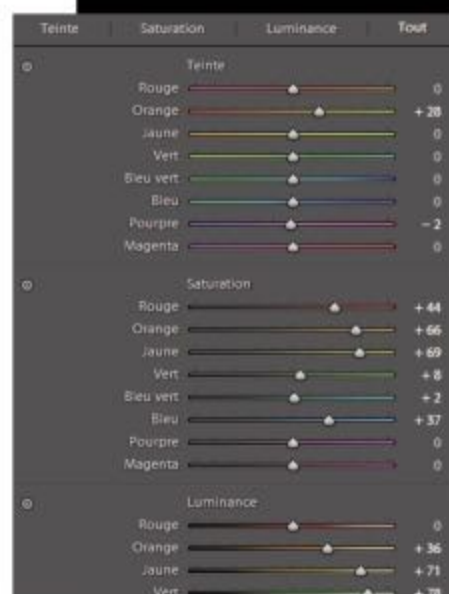 Teinte Saturation Luminance Tout
Teinte
Rouge 0
Orange + 28
Jaune 0
Vert 0
Bleu vert 0
Bleu 0
Pourpre - 2
Magenta 0
Saturation
Rouge + 44
Orange + 66
Jaune + 69
Vert + 8
Bleu vert + 2
Bleu + 37
Pourpre 0
Magenta 0
Luminance
Rouge 0
Orange + 36
Jaune + 71
Vert + 78